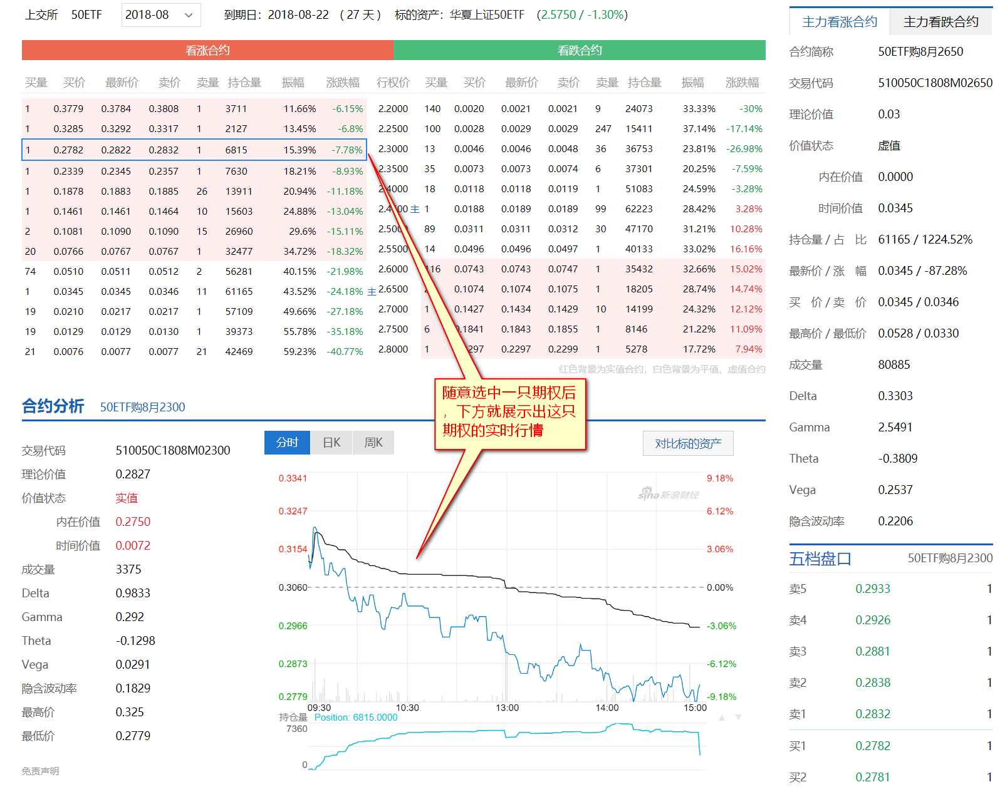 上交所 50ETF 2018-08 到期日：2018-08-22 （ 27 天 ） 标的资产：华夏上证50ETF （2.5750 / -1.30%）
看涨合约 看跌合约
买量 买价 最新价 卖价 卖量 持仓量 振幅 涨跌幅 行权价 买量 买价 最新价 卖价 卖量 持仓量 振幅 涨跌幅
1 0.3779 0.3784 0.3808 1 3711 11.66% -6.15% 2.2000 140 0.0020 0.0021 0.0021 9 24073 33.33% -30%
1 0.3285 0.3292 0.3317 1 2127 13.45% -6.8% 2.2500 100 0.0028 0.0029 0.0029 247 15411 37.14% -17.14%
1 0.2782 0.2822 0.2832 1 6815 15.39% -7.78% 2.3000 13 0.0046 0.0046 0.0048 36 36753 23.81% -26.98%
1 0.2339 0.2345 0.2357 1 7630 18.21% -8.93% 2.3500 35 0.0073 0.0073 0.0074 6 37301 20.25% -7.59%
1 0.1878 0.1883 0.1885 26 13911 20.94% -11.18% 2.4000 18 0.0118 0.0118 0.0119 1 51083 24.59% -3.28%
1 0.1461 0.1461 0.1464 10 15603 24.88% -13.04% 2.4500 主 1 0.0188 0.0189 0.0189 99 62223 28.42% 3.28%
2 0.1081 0.1090 0.1090 15 26960 29.6% -15.11% 2.5000 89 0.0311 0.0311 0.0312 30 47170 31.21% 10.28%
20 0.0766 0.0767 0.0767 1 32477 34.72% -18.32% 2.5500 14 0.0496 0.0496 0.0497 1 40133 33.02% 16.16%
74 0.0510 0.0511 0.0512 2 56281 40.15% -21.98% 2.6000 116 0.0743 0.0743 0.0747 1 35432 32.66% 15.02%
1 0.0345 0.0345 0.0346 11 61165 43.52% -24.18% 主 2.6500 0.1074 0.1074 0.1075 1 18205 28.74% 14.74%
19 0.0210 0.0217 0.0217 1 57109 49.66% -27.18% 2.7000 1 0.1427 0.1434 0.1429 10 14199 24.32% 12.12%
19 0.0129 0.0129 0.0130 1 39373 55.78% -35.18% 2.7500 6 0.1841 0.1843 0.1855 1 8146 21.22% 11.09%
21 0.0076 0.0077 0.0077 21 42469 59.23% -40.77% 2.8000 1 297 0.2297 0.2299 1 5278 17.72% 7.94%
红色背景为实值合约，白色背景为平值、虚值合约
随意选中一只期权后
，下方就展示出这只
期权的实时行情
合约分析 50ETF购8月2300
交易代码 510050C1808M02300
理论价值 0.2827
价值状态 实值
内在价值 0.2750
时间价值 0.0072
成交量 3375
Delta 0.9833
Gamma 0.292
Theta -0.1298
Vega 0.0291
隐含波动率 0.1829
最高价 0.325
最低价 0.2779
免责声明
分时 日K 周K 对比标的资产
sina新浪财经
0.3341 9.18%
0.3247 6.12%
0.3154 3.06%
0.3060 0.00%
0.2966 -3.06%
0.2873 -6.12%
0.2779 -9.18%
09:30 10:30 13:00 14:00 15:00
持仓量 Position: 6815.0000 ▲ ▼
7360
0
主力看涨合约 主力看跌合约
合约简称 50ETF购8月2650
交易代码 510050C1808M02650
理论价值 0.03
价值状态 虚值
内在价值 0.0000
时间价值 0.0345
持仓量 / 占 比 61165 / 1224.52%
最新价 / 涨 幅 0.0345 / -87.28%
买 价 / 卖 价 0.0345 / 0.0346
最高价 / 最低价 0.0528 / 0.0330
成交量 80885
Delta 0.3303
Gamma 2.5491
Theta -0.3809
Vega 0.2537
隐含波动率 0.2206
五档盘口 50ETF购8月2300
卖5 0.2933 1
卖4 0.2926 1
卖3 0.2881 1
卖2 0.2838 1
卖1 0.2832 1
买1 0.2782 1
买2 0.2781 1